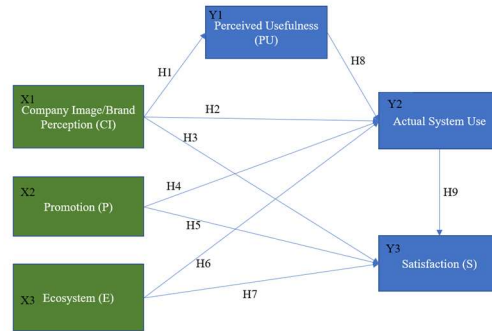 Y1
Perceived Usefulness
(PU)
H1
H8
X1
Company Image/Brand
Perception (CI)
H2
H3
Y2
Actual System Use
X2
Promotion (P)
H4
H5
H9
X3
Ecosystem (E)
H6
H7
Y3
Satisfaction (S)